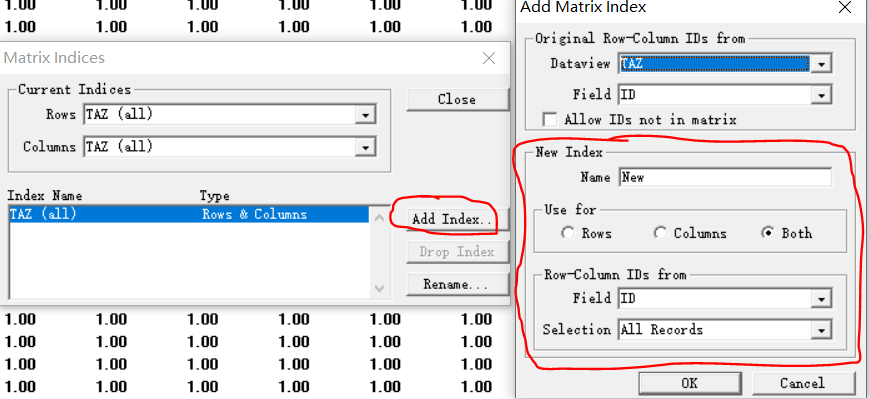 1.00 1.00 1.00 1.00 1.00 1.00
1.00 1.00 1.00 1.00 1.00 1.00
Matrix Indices
Current Indices
Rows TAZ (all)
Columns TAZ (all)
Close
Index Name Type
TAZ (all) Rows & Columns
Add Index..
Drop Index
Rename...
1.00 1.00 1.00 1.00 1.00 1.00
1.00 1.00 1.00 1.00 1.00 1.00
1.00 1.00 1.00 1.00 1.00 1.00
1.00 1.00 1.00 1.00 1.00 1.00
Add Matrix Index
Original Row-Column IDs from
Dataview TAZ
Field ID
Allow IDs not in matrix
New Index
Name New
Use for
Rows Columns Both
Row-Column IDs from
Field ID
Selection All Records
OK Cancel